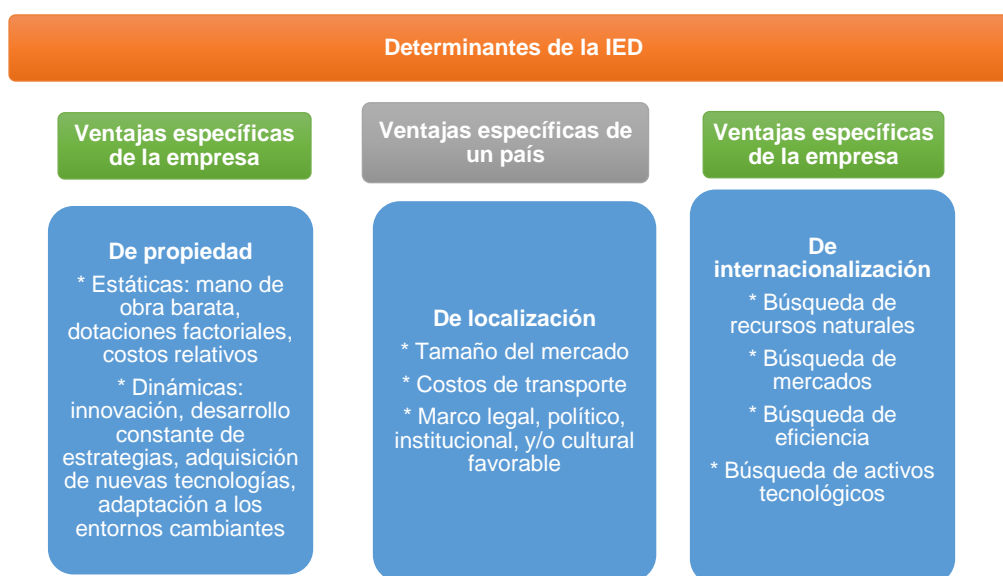 Determinantes de la IED
Ventajas específicas
de la empresa
De propiedad
* Estáticas: mano de
obra barata,
dotaciones factoriales,
costos relativos
* Dinámicas:
innovación, desarrollo
constante de
estrategias, adquisición
de nuevas tecnologías,
adaptación a los
entornos cambiantes
Ventajas específicas de
un país
De localización
* Tamaño del mercado
* Costos de transporte
* Marco legal, político,
institucional, y/o cultural
favorable
Ventajas específicas
de la empresa
De
internacionalización
* Búsqueda de
recursos naturales
* Búsqueda de
mercados
* Búsqueda de
eficiencia
* Búsqueda de activos
tecnológicos